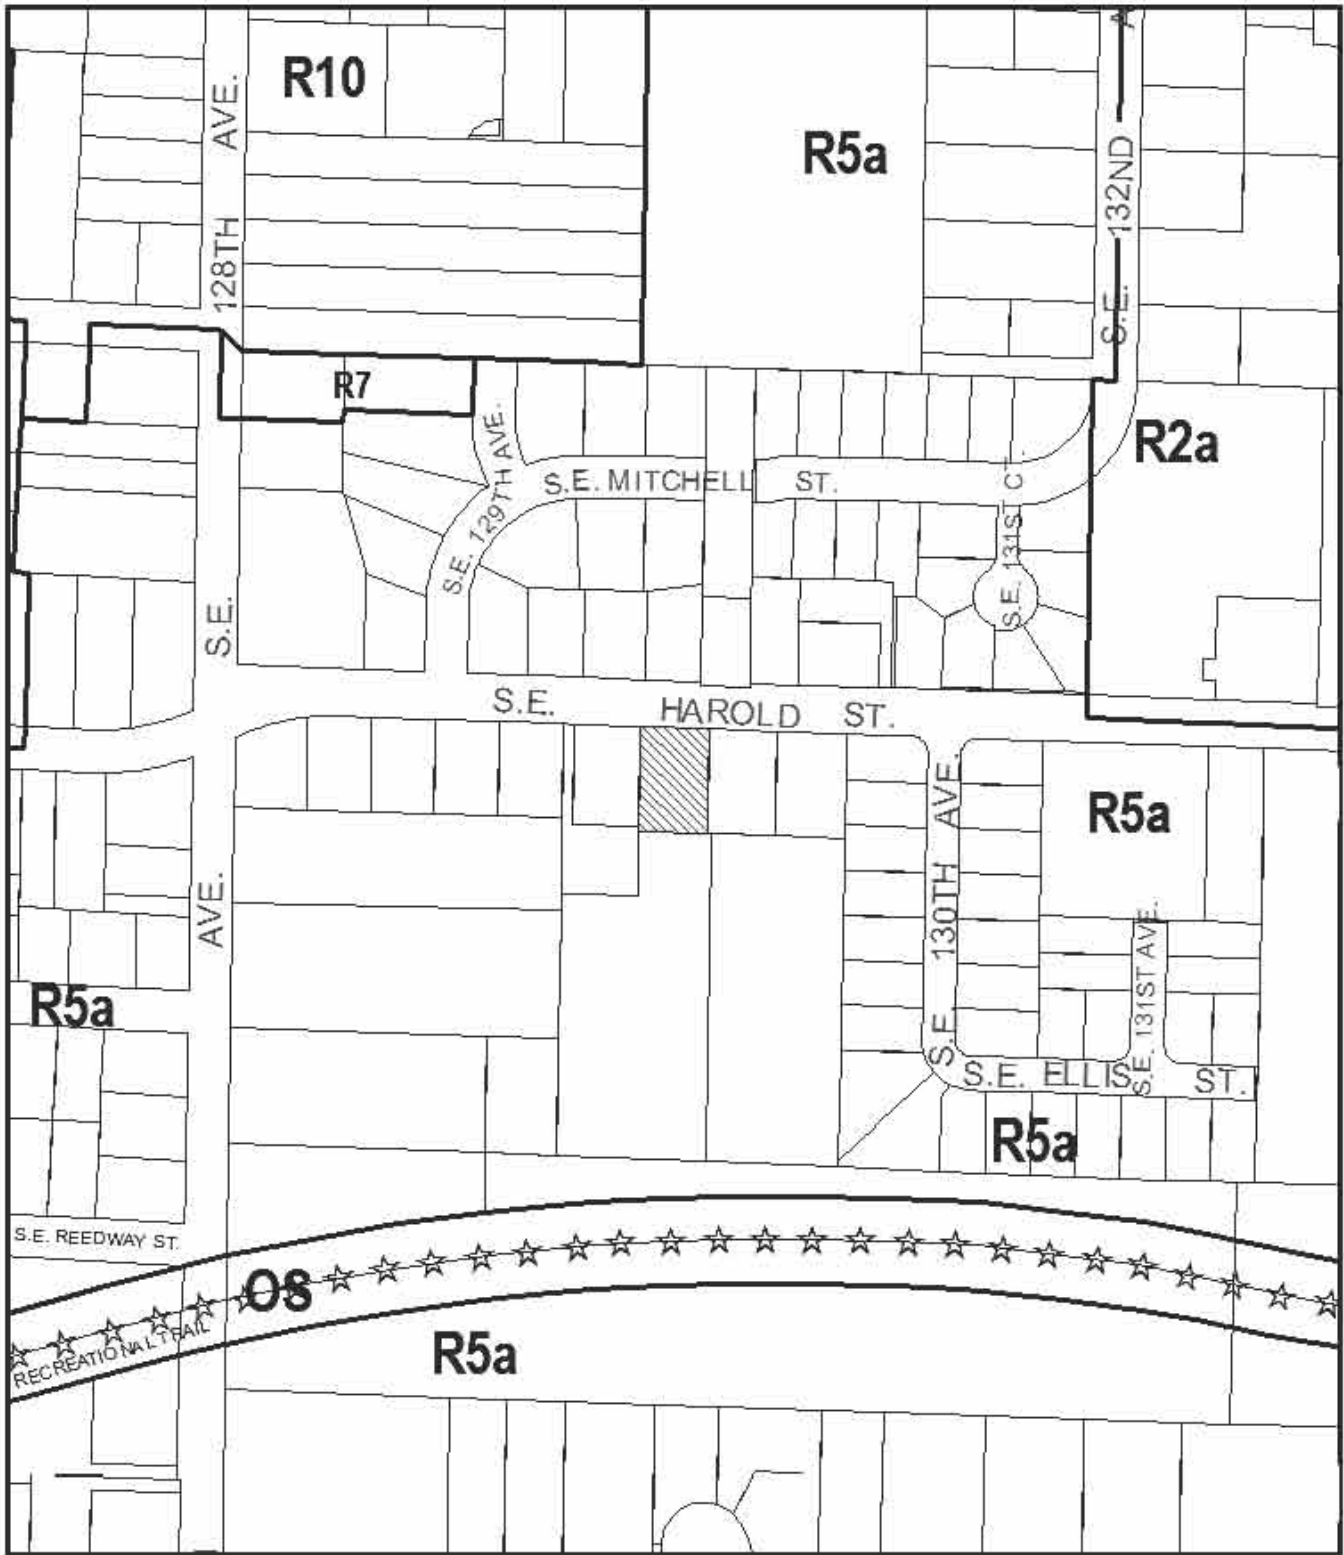 R10
R5a
128TH AVE.
S.E. 132ND A
R7
R2a
S.E. 129TH AVE.
S.E. MITCHELL ST.
S.E. 131ST CT.
S.E.
AVE.
S.E. HAROLD ST.
R5a
S.E. 130TH AVE.
S.E. 131ST AVE.
R5a
S.E. ELLIS ST.
R5a
S.E. REEDWAY ST.
OS
RECREATIONAL TRAIL
R5a